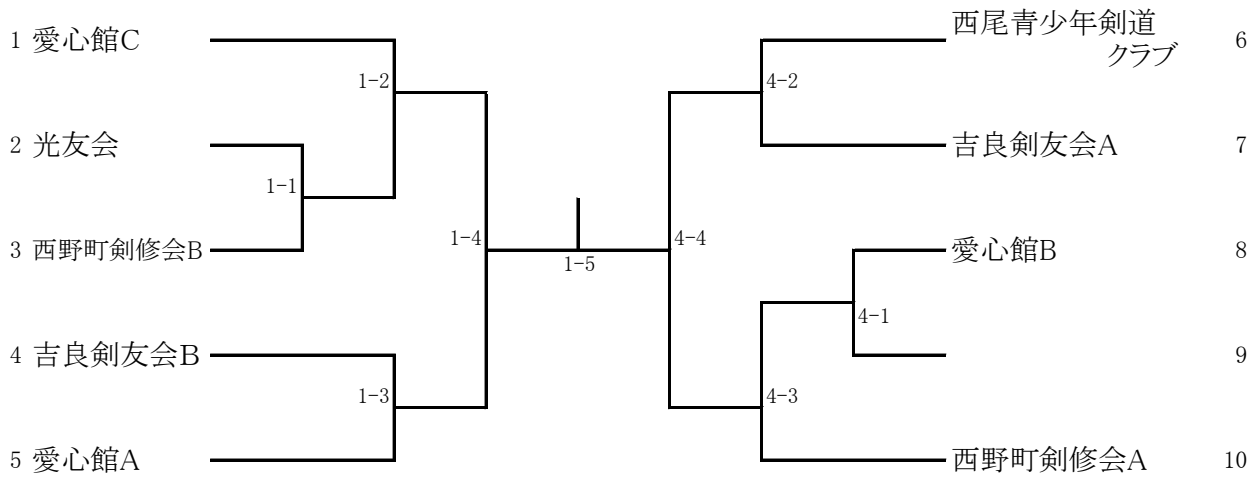 1 愛心館C
1-2
2 光友会
1-1
3 西野町剣修会B
1-4
4 吉良剣友会B
1-3
5 愛心館A
1-5
西尾青少年剣道
クラブ 6
4-2
吉良剣友会A 7
4-4
愛心館B 8
4-1
9
4-3
西野町剣修会A 10